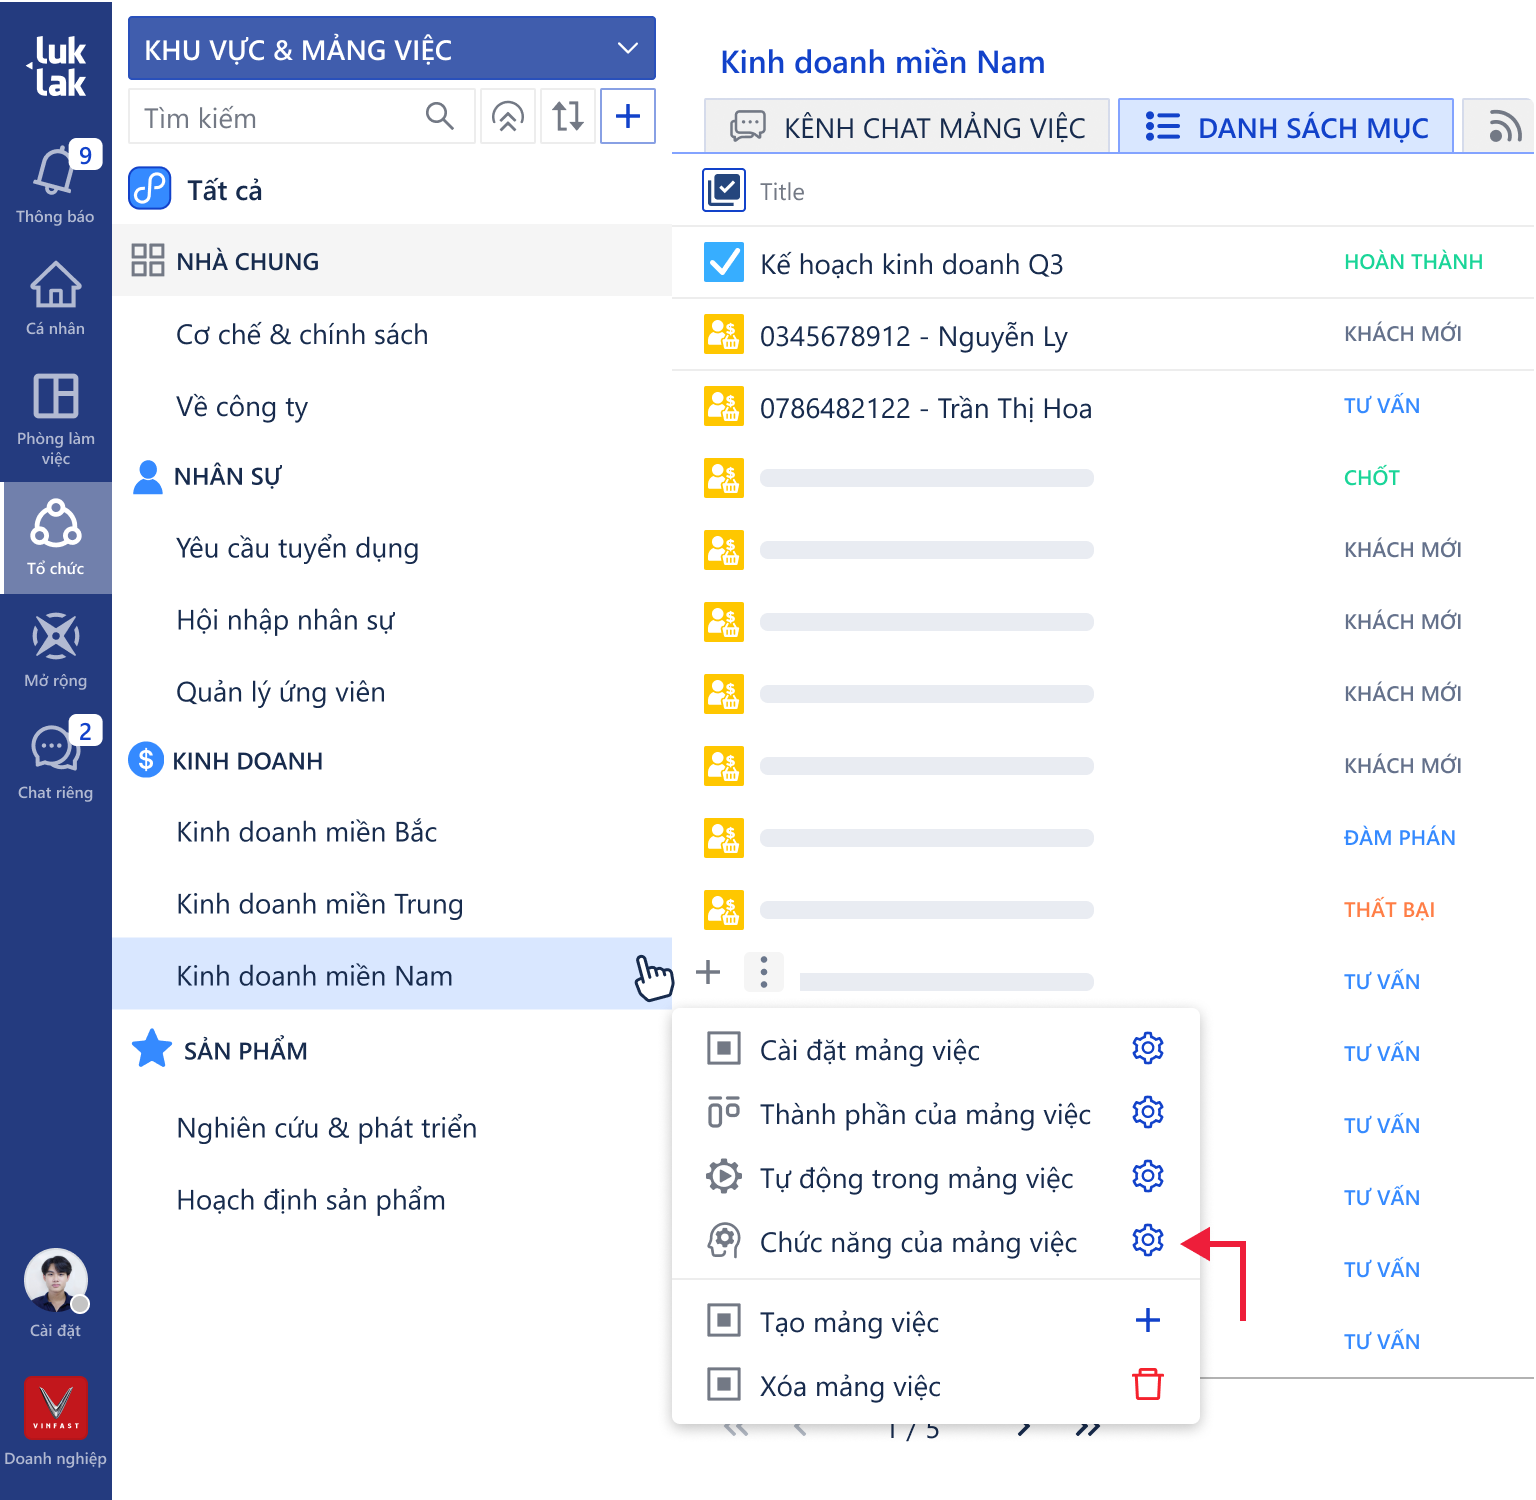 luk
lak
9
Thông báo
Cá nhân
Phòng làm
việc
Tổ chức
Mở rộng
2
Chat riêng
Cài đặt
VINFAST
Doanh nghiệp
KHU VỰC & MẢNG VIỆC
Tìm kiếm
Tất cả
NHÀ CHUNG
Cơ chế & chính sách
Về công ty
NHÂN SỰ
Yêu cầu tuyển dụng
Hội nhập nhân sự
Quản lý ứng viên
KINH DOANH
Kinh doanh miền Bắc
Kinh doanh miền Trung
Kinh doanh miền Nam
SẢN PHẨM
Nghiên cứu & phát triển
Hoạch định sản phẩm
Kinh doanh miền Nam
KÊNH CHAT MẢNG VIỆC
DANH SÁCH MỤC
Title
Kế hoạch kinh doanh Q3 HOÀN THÀNH
0345678912 - Nguyễn Ly KHÁCH MỚI
0786482122 - Trần Thị Hoa TƯ VẤN
CHỐT
KHÁCH MỚI
KHÁCH MỚI
KHÁCH MỚI
KHÁCH MỚI
ĐÀM PHÁN
THẤT BẠI
TƯ VẤN
TƯ VẤN
TƯ VẤN
TƯ VẤN
TƯ VẤN
TƯ VẤN
Cài đặt mảng việc
Thành phần của mảng việc
Tự động trong mảng việc
Chức năng của mảng việc
Tạo mảng việc
Xóa mảng việc
1 / 5